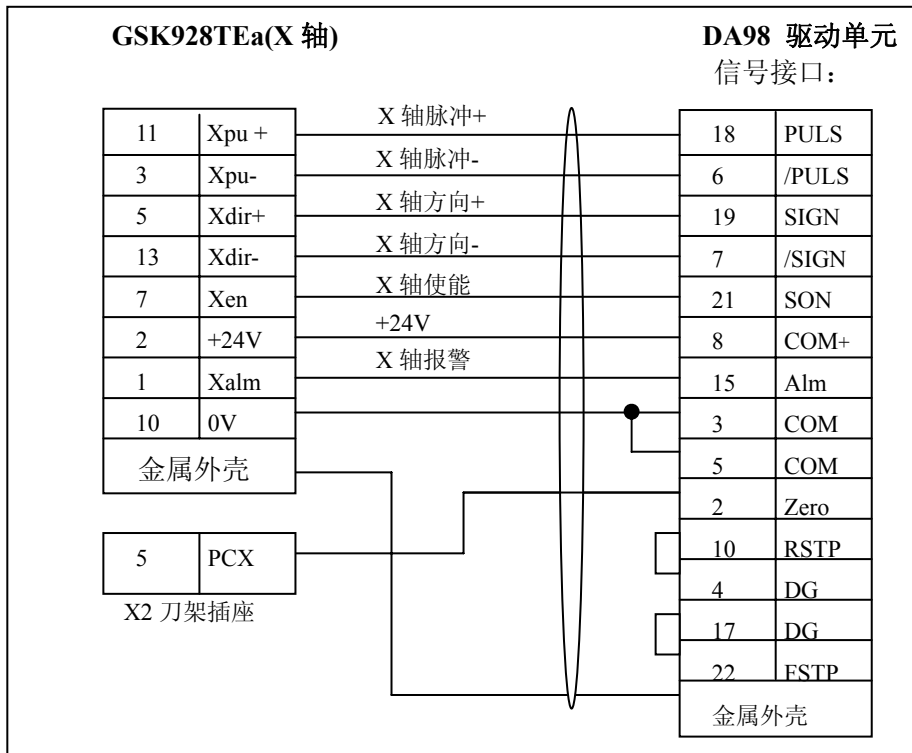 GSK928TEa(X 轴)
DA98 驱动单元
信号接口：
11 Xpu + X 轴脉冲+ 18 PULS
3 Xpu- X 轴脉冲- 6 /PULS
5 Xdir+ X 轴方向+ 19 SIGN
13 Xdir- X 轴方向- 7 /SIGN
7 Xen X 轴使能 21 SON
2 +24V +24V 8 COM+
1 Xalm X 轴报警 15 Alm
10 0V 3 COM
金属外壳 5 COM
2 Zero
5 PCX 10 RSTP
X2 刀架插座 4 DG
17 DG
22 FSTP
金属外壳